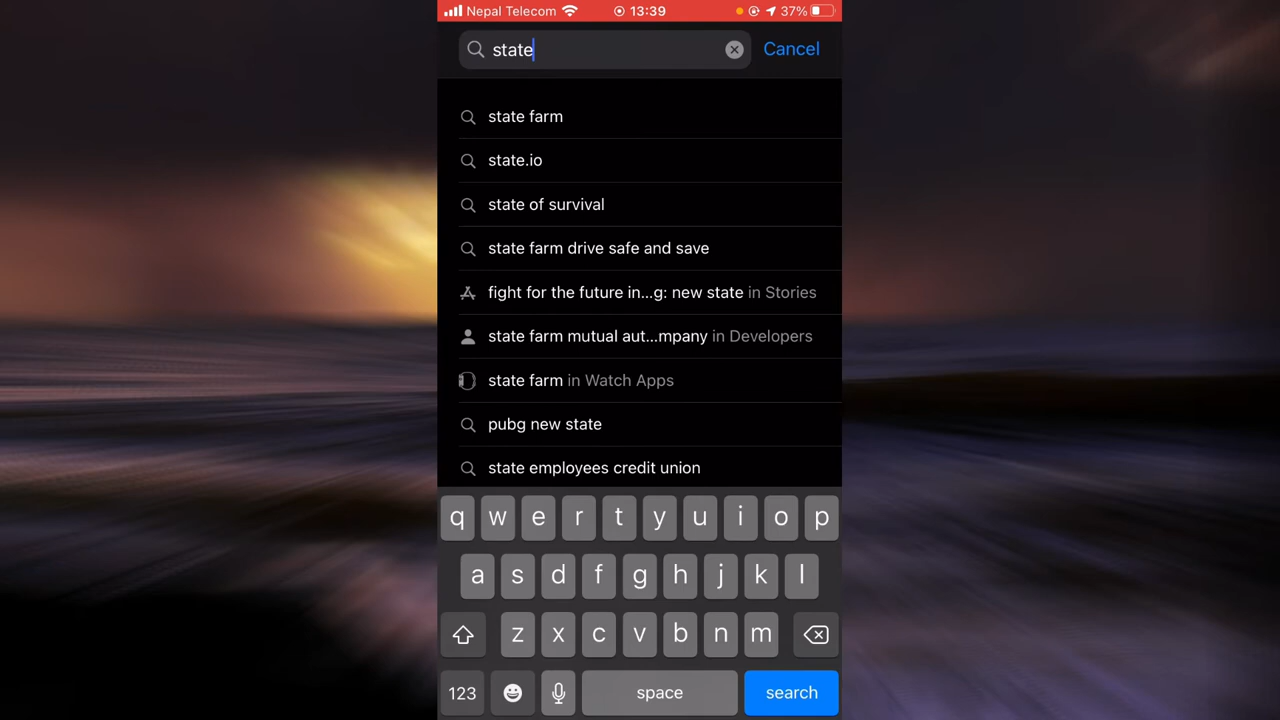 Nepal Telecom 13:39 37%
state Cancel
state farm
state.io
state of survival
state farm drive safe and save
fight for the future in...g: new state in Stories
state farm mutual aut...mpany in Developers
state farm in Watch Apps
pubg new state
state employees credit union
q w e r t y u i o p
a s d f g h j k l
z x c v b n m
123 space search